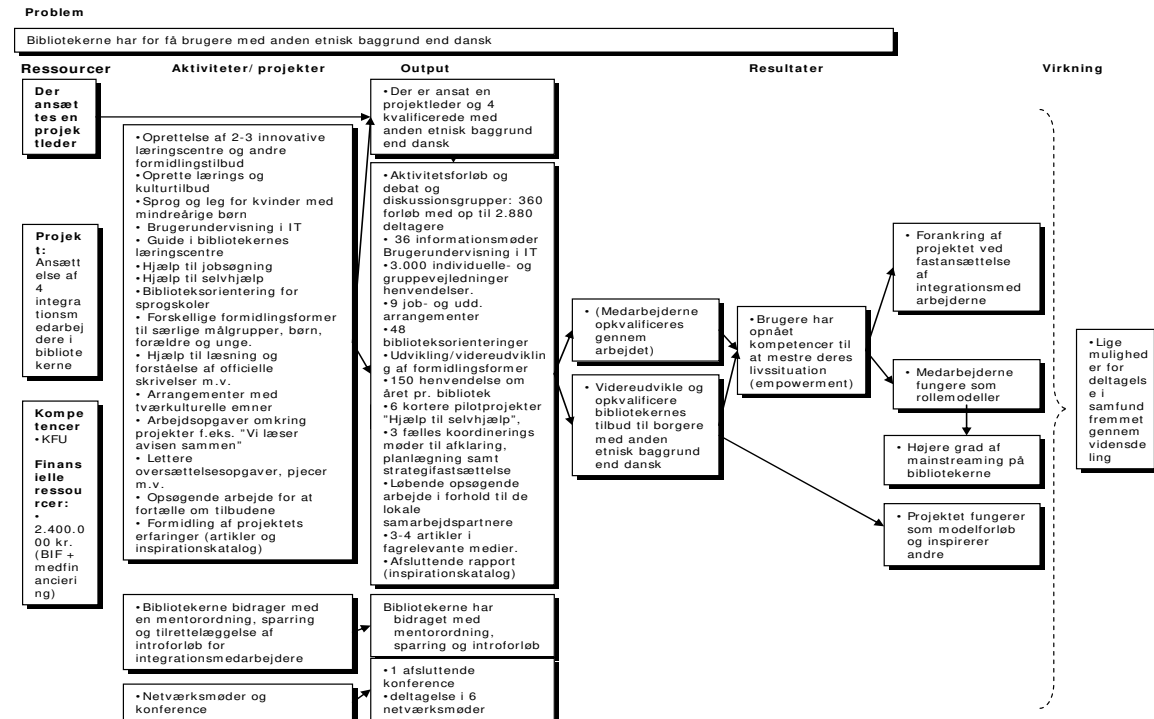 Problem
Bibliotekerne har for få brugere med anden etnisk baggrund end dansk
Ressourcer
Aktiviteter/ projekter
Output
Resultater
Virkning
Der
ansæt
tes en
projek
tleder
Projek
t:
Ansætt
else af
4
integra
tionsm
edarbej
dere i
bibliote
kerne
Kompe
tencer
•KFU
Finans
ielle
ressou
rcer:
•
2.400.0
00 kr.
(BIF +
medfin
ancieri
ng)
•Oprettelse af 2-3 innovative
læringscentre og andre
formidlingstilbud
•Oprette lærings og
kulturtilbud
•Sprog og leg for kvinder med
mindreårige børn
• Brugerundervisning i IT
• Guide i bibliotekernes
læringscentre
•Hjælp til jobsøgning
•Hjælp til selvhjælp
•Biblioteksorientering for
sprogskoler
• Forskellige formidlingsformer
til særlige målgrupper, børn,
forældre og unge.
• Hjælp til læsning og
forståelse af officielle
skrivelser m.v.
• Arrangementer med
tværkulturelle emner
• Arbejdsopgaver omkring
projekter f.eks. "Vi læser
avisen sammen"
• Lettere
oversættelsesopgaver, pjecer
m.v.
• Opsøgende arbejde for at
fortælle om tilbudene
• Formidling af projektets
erfaringer (artikler og
inspirationskatalog)
•Bibliotekerne bidrager med
en mentorordning, sparring
og tilrettelæggelse af
introforløb for
integrationsmedarbejdere
•Netværksmøder og
konference
•Der er ansat en
projektleder og 4
kvalificerede med
anden etnisk baggrund
end dansk
•Aktivitetsforløb og
debat og
diskussionsgrupper: 360
forløb med op til 2.880
deltagere
• 36 informationsmøder
Brugerundervisning i IT
•3.000 individuelle- og
gruppevejledninger
henvendelser.
•9 job- og udd.
arrangementer
•48
biblioteksorienteringer
•Udvikling/videreudviklin
g af formidlingsformer
•150 henvendelse om
året pr. bibliotek
•6 kortere pilotprojekter
"Hjælp til selvhjælp",
•3 fælles koordinerings
møder til afklaring,
planlægning samt
strategifastsættelse
•Løbende opsøgende
arbejde i forhold til de
lokale
samarbejdspartnere
•3-4 artikler i
fagrelevante medier.
•Afsluttende rapport
(inspirationskatalog)
Bibliotekerne har
bidraget med
mentorordning,
sparring og introforløb
•1 afsluttende
konference
•deltagelse i 6
netværksmøder
• (Medarbejderne
opkvalificeres
gennem
arbejdet)
• Videreudvikle og
opkvalificere
bibliotekernes
tilbud til borgere
med anden
etnisk baggrund
end dansk
• Brugere har
opnået
kompetencer til
at mestre deres
livssituation
(empowerment)
• Forankring af
projektet ved
fastansættelse
af
integrationsmed
arbejderne
• Medarbejderne
fungere som
rollemodeller
• Højere grad af
mainstreaming på
bibliotekerne
• Projektet fungerer
som modelforløb
og inspirerer
andre
•Lige
mulighed
er for
deltagels
e i
samfund
fremmet
gennem
vidensde
ling